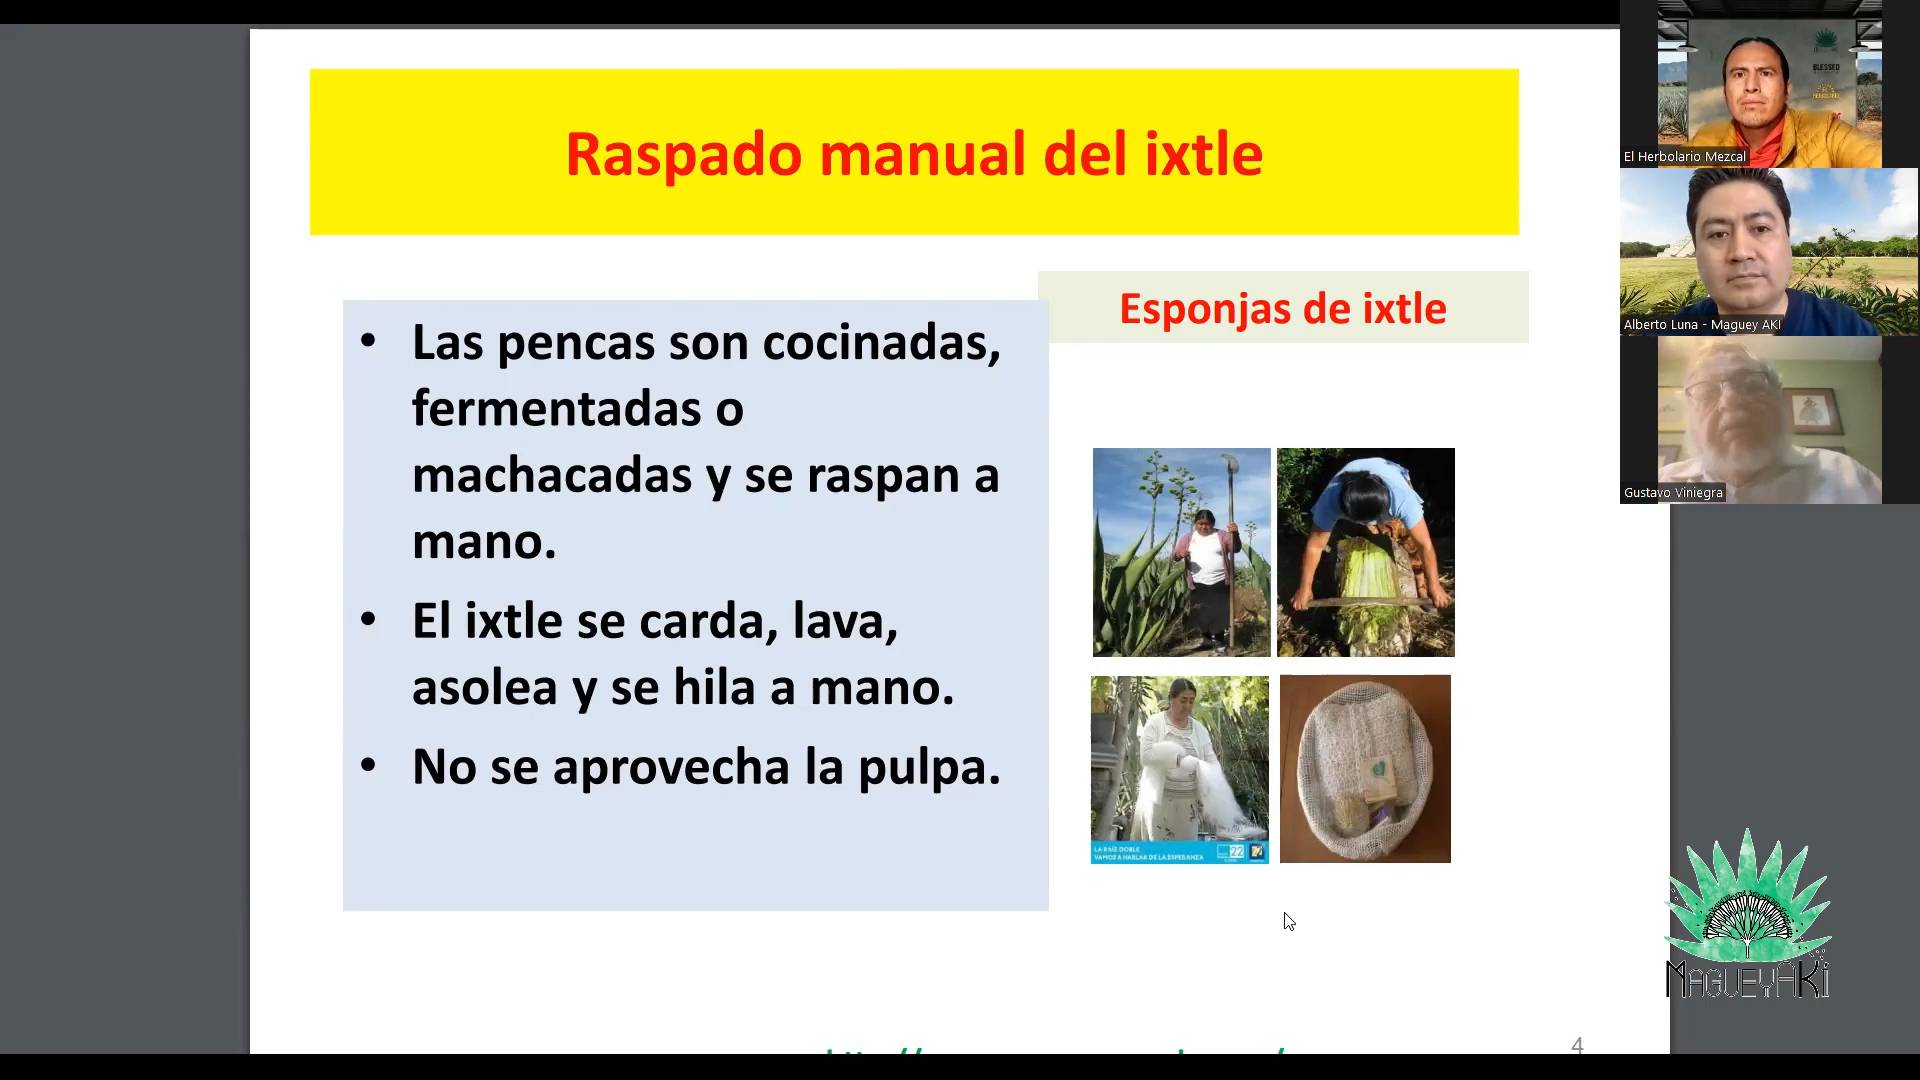 Raspado manual del ixtle
Esponjas de ixtle
• Las pencas son cocinadas,
fermentadas o
machacadas y se raspan a
mano.
• El ixtle se carda, lava,
asolea y se hila a mano.
• No se aprovecha la pulpa.
LA RAÍZ DOBLE
VAMOS A HABLAR DE LA ESPERANZA
22
4
BLESSED
El Herbolario Mezcal
Alberto Luna - Maguey AKI
Gustavo Viniegra
MAGUEYAKi